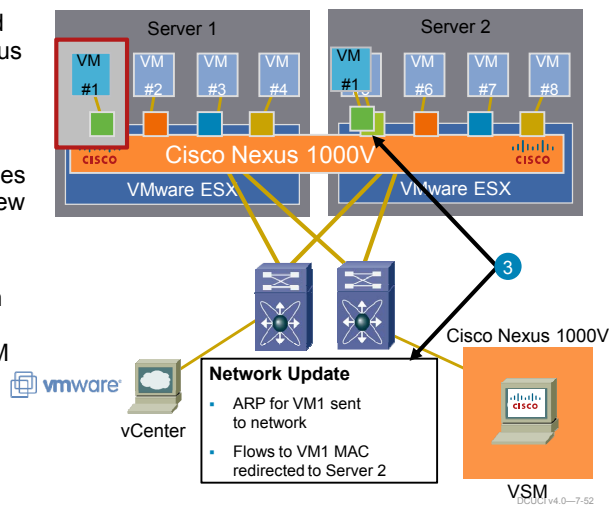 d
us
es
ew
n
M
Server 1
Server 2
VM
#1
VM
#2
VM
#3
VM
#4
VM
#1
VM
#6
VM
#7
VM
#8
CISCO
Cisco Nexus 1000V
CISCO
VMware ESX
VMware ESX
3
vmware
vCenter
Network Update
▪ ARP for VM1 sent
to network
▪ Flows to VM1 MAC
redirected to Server 2
Cisco Nexus 1000V
CISCO
VSM
DCUCI v4.0—7-52